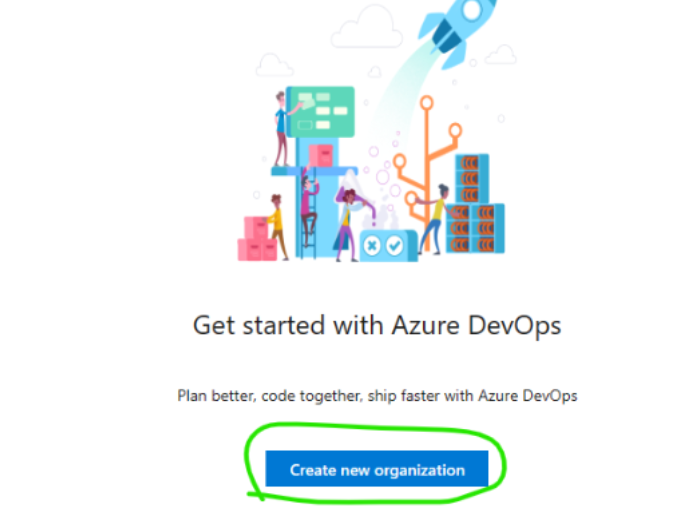 Get started with Azure DevOps
Plan better, code together, ship faster with Azure DevOps
Create new organization